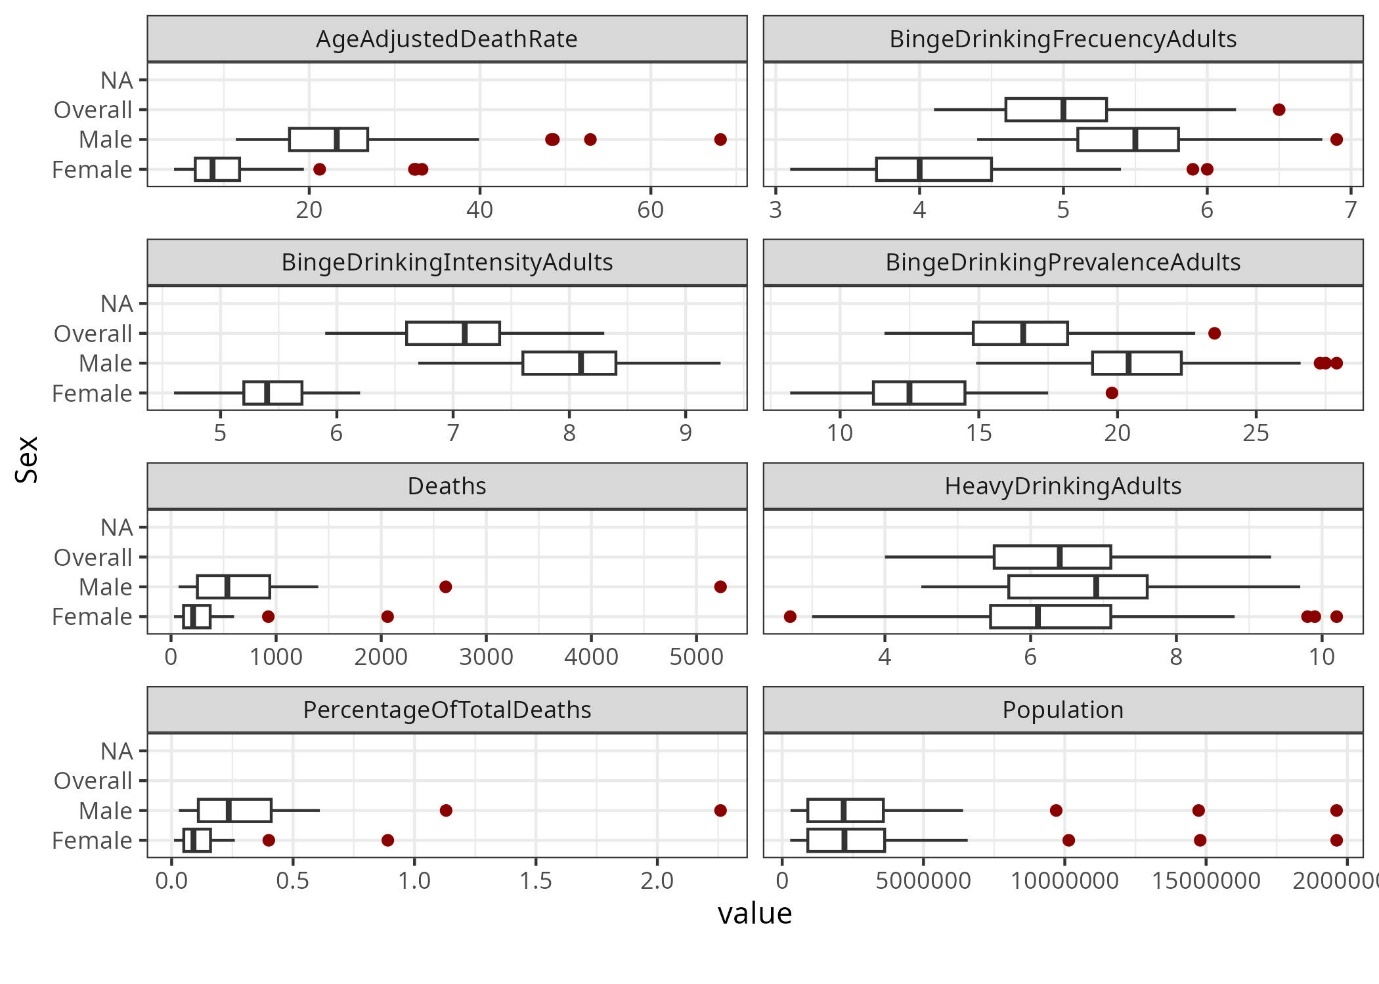 AgeAdjustedDeathRate
BingeDrinkingFrecuencyAdults
NA
Overall
Male
Female
20 40 60
3 4 5 6 7
BingeDrinkingIntensityAdults
BingeDrinkingPrevalenceAdults
NA
Overall
Male
Female
5 6 7 8 9
10 15 20 25
Sex
Deaths
HeavyDrinkingAdults
NA
Overall
Male
Female
0 1000 2000 3000 4000 5000
4 6 8 10
PercentageOfTotalDeaths
Population
NA
Overall
Male
Female
0.0 0.5 1.0 1.5 2.0
0 5000000 10000000 15000000
value